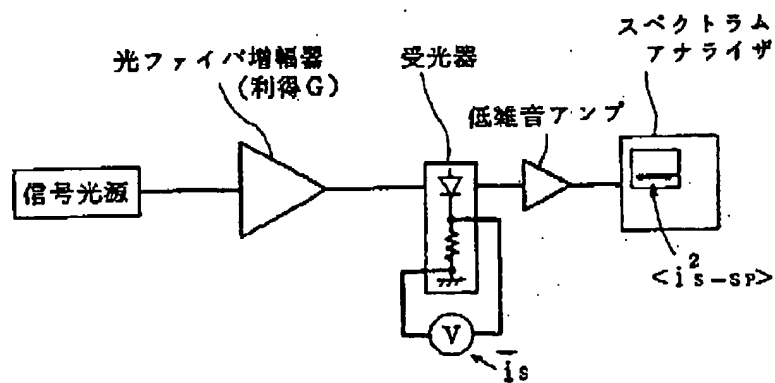 スペクトラム
アナライザ
光ファイバ増幅器
(利得G)
受光器
低雑音アンプ
信号光源
<i²S-SP>
V
i̅s